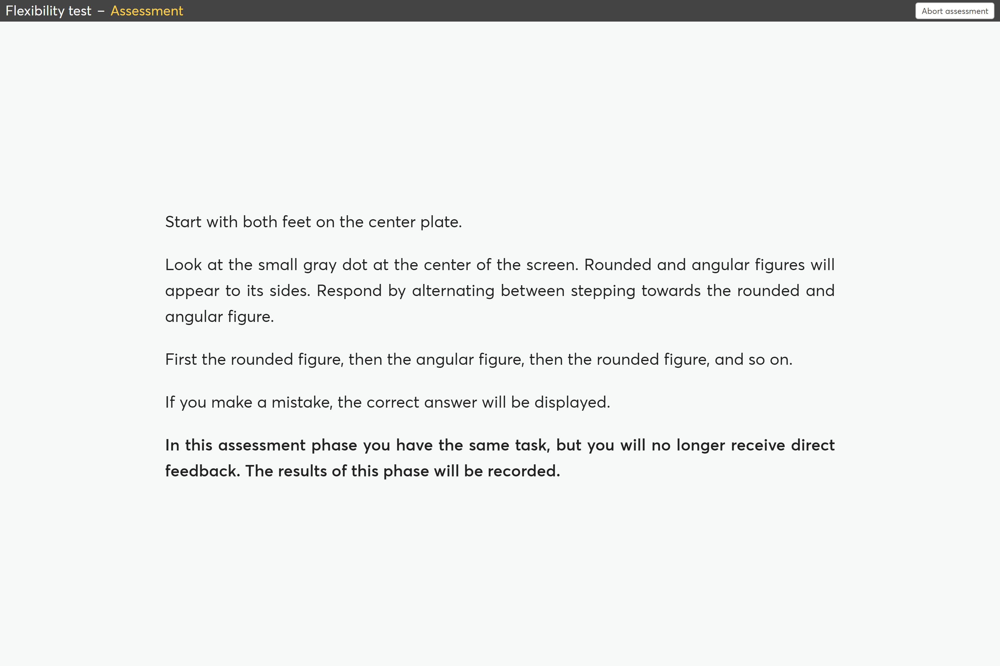 Flexibility test – Assessment
Abort assessment
Start with both feet on the center plate.
Look at the small gray dot at the center of the screen. Rounded and angular figures will
appear to its sides. Respond by alternating between stepping towards the rounded and
angular figure.
First the rounded figure, then the angular figure, then the rounded figure, and so on.
If you make a mistake, the correct answer will be displayed.
In this assessment phase you have the same task, but you will no longer receive direct
feedback. The results of this phase will be recorded.